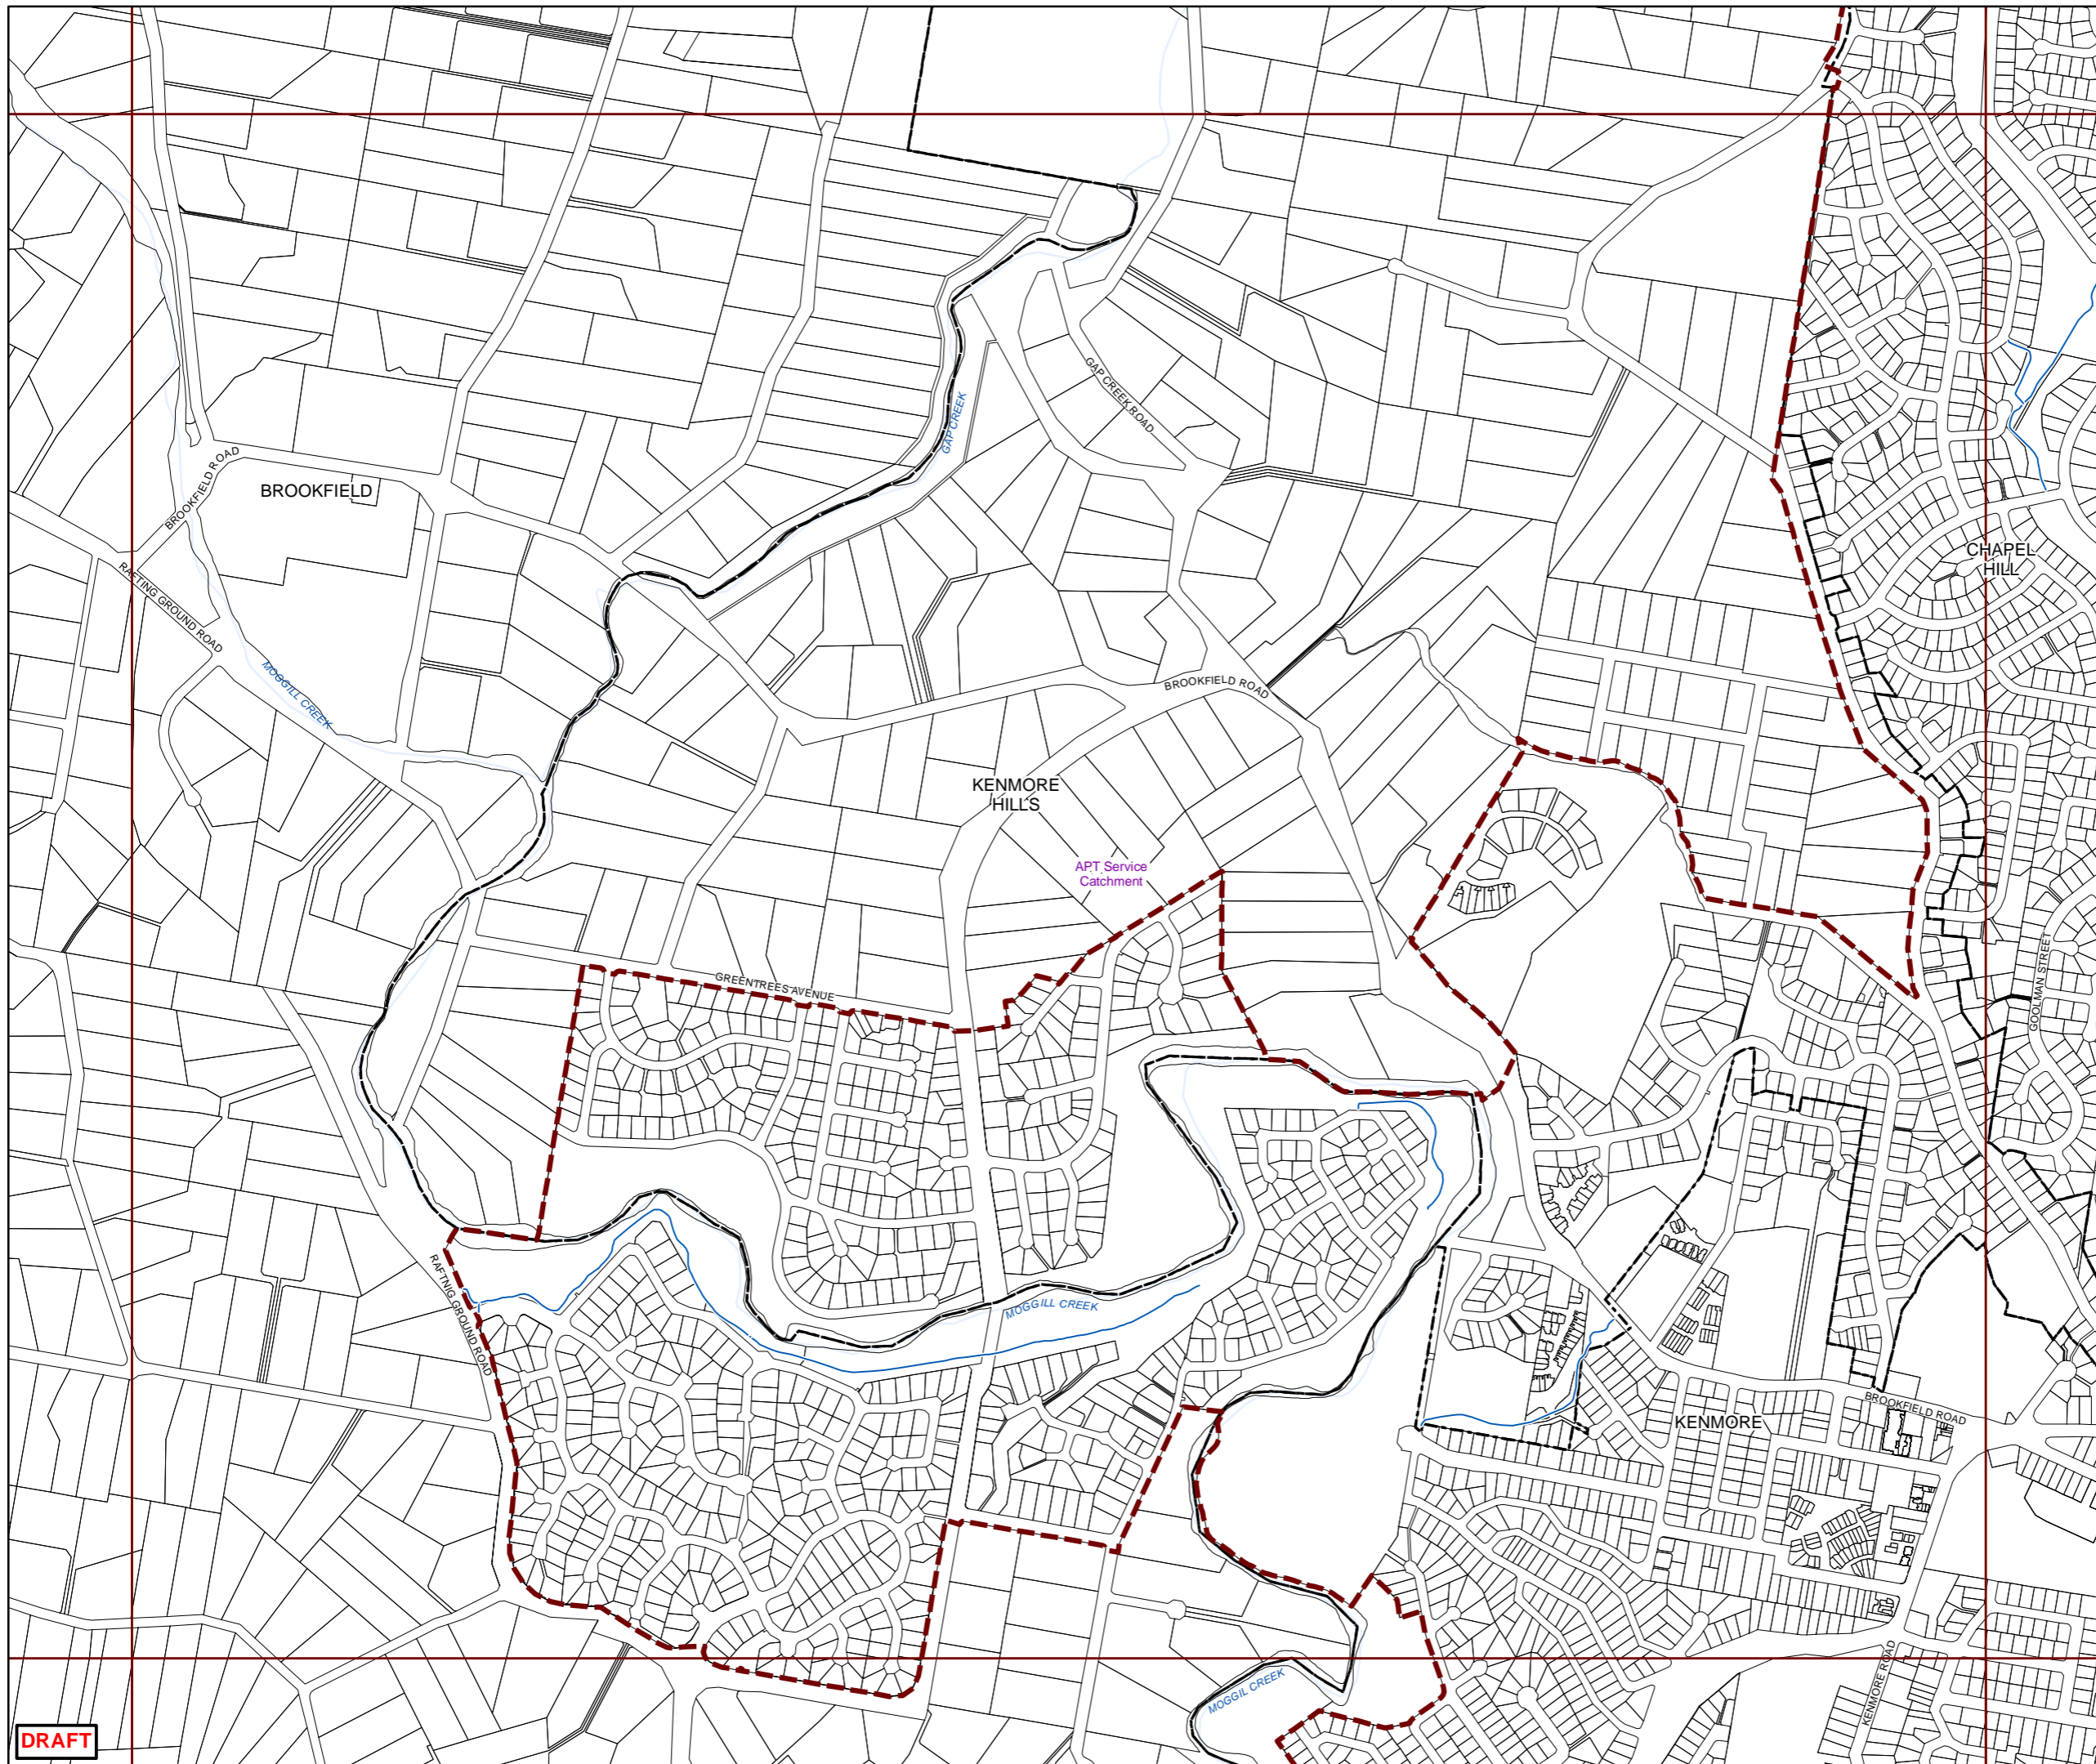 GAP CREEK ROAD
GAP CREEK
BROOKFIELD ROAD
BROOKFIELD
CHAPEL
HILL
RAFTING GROUND ROAD
MOGGILL CREEK
BROOKFIELD ROAD
KENMORE
HILLS
APT Service
Catchment
GREENTREES AVENUE
GOOLMAN STREET
RAFTNIG GROUND ROAD
MOGGILL CREEK
BROOKFIELD ROAD
KENMORE
KENMORE ROAD
MOGGIL CREEK
DRAFT